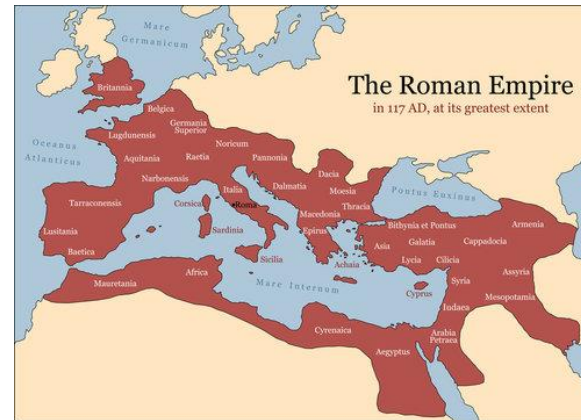 Mare
Germanicum
The Roman Empire
in 117 AD, at its greatest extent
Britannia
Oceanus
Atlanticus
Belgica
Germania
Superior
Lugdunensis
Noricum
Aquitania
Raetia
Pannonia
Narbonensis
Dacia
Italia
Dalmatia
Moesia
Pontus Euxinus
Tarraconensis
Corsica
Roma
Thracia
Macedonia
Bithynia et Pontus
Armenia
Lusitania
Sardinia
Epirus
Asia
Galatia
Cappadocia
Baetica
Sicilia
Achaia
Lycia
Cilicia
Assyria
Mauretania
Africa
Mare Internum
Cyprus
Syria
Mesopotamia
Iudaea
Cyrenaica
Arabia
Petraea
Aegyptus